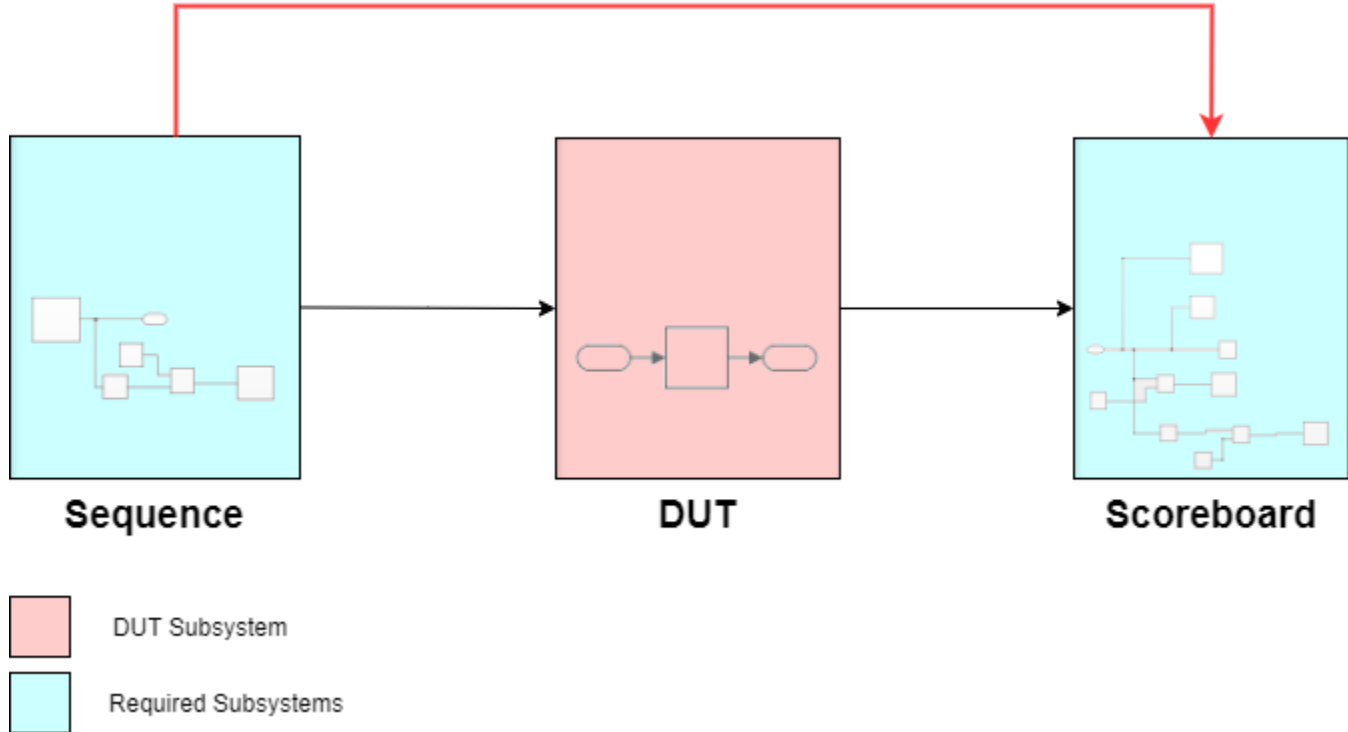 Sequence
DUT
Scoreboard
DUT Subsystem
Required Subsystems